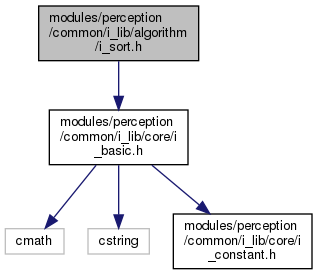 modules/perception
/common/i_lib/algorithm
/i_sort.h
modules/perception
/common/i_lib/core/i
_basic.h
cmath
cstring
modules/perception
/common/i_lib/core/i
_constant.h